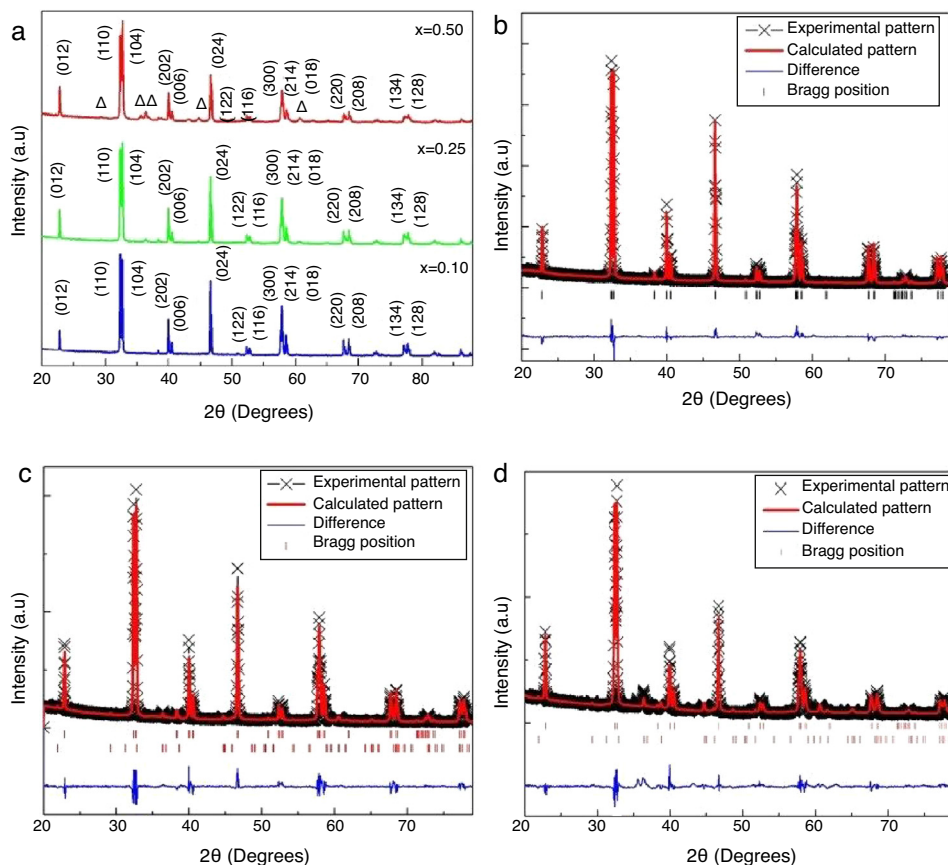 a
x=0.50
(012)
(110)
(104)
(202)
(006)
(024)
(122)
(116)
(300)
(214)
(018)
(220)
(208)
(134)
(128)
Δ
Δ Δ
Δ
Δ
x=0.25
(012)
(110)
(104)
(202)
(006)
(024)
(122)
(116)
(300)
(214)
(018)
(220)
(208)
(134)
(128)
x=0.10
(012)
(110)
(104)
(202)
(006)
(024)
(122)
(116)
(300)
(214)
(018)
(220)
(208)
(134)
(128)
Intensity (a.u)
20 30 40 50 60 70 80
2θ (Degrees)
b
Experimental pattern
Calculated pattern
Difference
Bragg position
Intensity (a.u)
20 30 40 50 60 70
2θ (Degrees)
c
Experimental pattern
Calculated pattern
Difference
Bragg position
Intensity (a.u)
20 30 40 50 60 70
2θ (Degrees)
d
Experimental pattern
Calculated pattern
Difference
Bragg position
Intensity (a.u)
20 30 40 50 60 70
2θ (Degrees)